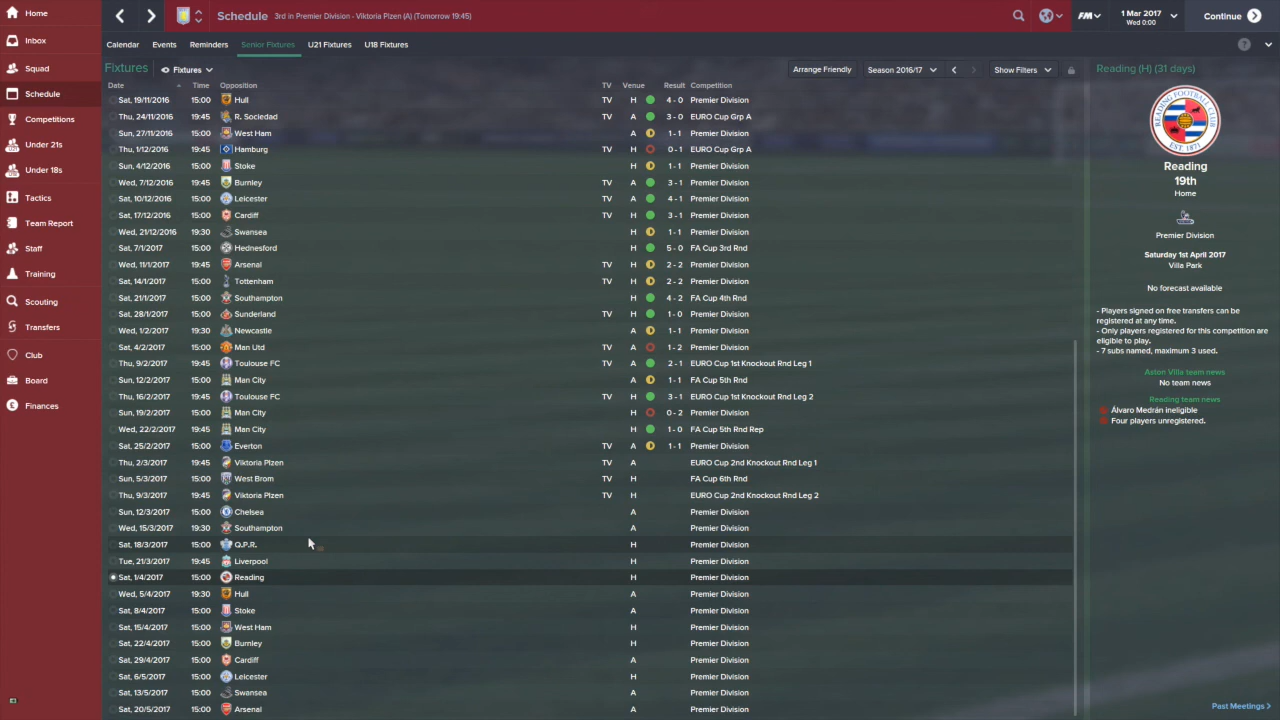 Home
Inbox
Squad
Schedule
Competitions
Under 21s
Under 18s
Tactics
Team Report
Staff
Training
Scouting
Transfers
Club
Board
Finances
Schedule 3rd in Premier Division - Viktoria Plzen (A) (Tomorrow 19:45)
FM
1 Mar 2017
Wed 0:00
Continue
Calendar Events Reminders Senior Fixtures U21 Fixtures U18 Fixtures
Fixtures Fixtures Arrange Friendly Season 2016/17 Show Filters
Date Time Opposition TV Venue Result Competition
Sat, 19/11/2016 15:00 Hull TV H 4 - 0 Premier Division
Thu, 24/11/2016 19:45 R. Sociedad TV A 3 - 0 EURO Cup Grp A
Sun, 27/11/2016 15:00 West Ham A 1 - 1 Premier Division
Thu, 1/12/2016 19:45 Hamburg TV H 0 - 1 EURO Cup Grp A
Sun, 4/12/2016 15:00 Stoke H 1 - 1 Premier Division
Wed, 7/12/2016 19:45 Burnley TV A 3 - 1 Premier Division
Sat, 10/12/2016 15:00 Leicester TV A 4 - 1 Premier Division
Sat, 17/12/2016 15:00 Cardiff TV H 3 - 1 Premier Division
Wed, 21/12/2016 19:30 Swansea H 1 - 1 Premier Division
Sat, 7/1/2017 15:00 Hednesford H 5 - 0 FA Cup 3rd Rnd
Wed, 11/1/2017 19:45 Arsenal TV H 2 - 2 Premier Division
Sat, 14/1/2017 15:00 Tottenham TV H 2 - 2 Premier Division
Sat, 21/1/2017 15:00 Southampton H 4 - 2 FA Cup 4th Rnd
Sat, 28/1/2017 15:00 Sunderland TV H 1 - 0 Premier Division
Wed, 1/2/2017 19:30 Newcastle A 1 - 1 Premier Division
Sat, 4/2/2017 15:00 Man Utd TV A 1 - 2 Premier Division
Thu, 9/2/2017 19:45 Toulouse FC TV A 2 - 1 EURO Cup 1st Knockout Rnd Leg 1
Sun, 12/2/2017 15:00 Man City A 1 - 1 FA Cup 5th Rnd
Thu, 16/2/2017 19:45 Toulouse FC TV H 3 - 1 EURO Cup 1st Knockout Rnd Leg 2
Sun, 19/2/2017 15:00 Man City H 0 - 2 Premier Division
Wed, 22/2/2017 19:45 Man City H 1 - 0 FA Cup 5th Rnd Rep
Sat, 25/2/2017 15:00 Everton TV A 1 - 1 Premier Division
Thu, 2/3/2017 19:45 Viktoria Plzen TV A EURO Cup 2nd Knockout Rnd Leg 1
Sun, 5/3/2017 15:00 West Brom TV H FA Cup 6th Rnd
Thu, 9/3/2017 19:45 Viktoria Plzen TV H EURO Cup 2nd Knockout Rnd Leg 2
Sun, 12/3/2017 15:00 Chelsea A Premier Division
Wed, 15/3/2017 19:30 Southampton A Premier Division
Sat, 18/3/2017 15:00 Q.P.R. H Premier Division
Tue, 21/3/2017 19:45 Liverpool H Premier Division
Sat, 1/4/2017 15:00 Reading H Premier Division
Wed, 5/4/2017 19:30 Hull A Premier Division
Sat, 8/4/2017 15:00 Stoke A Premier Division
Sat, 15/4/2017 15:00 West Ham H Premier Division
Sat, 22/4/2017 15:00 Burnley H Premier Division
Sat, 29/4/2017 15:00 Cardiff A Premier Division
Sat, 6/5/2017 15:00 Leicester H Premier Division
Sat, 13/5/2017 15:00 Swansea A Premier Division
Sat, 20/5/2017 15:00 Arsenal A Premier Division
Reading (H) (31 days)
READING FOOTBALL CLUB
EST. 1871
Reading
19th
Home
Premier Division
Saturday 1st April 2017
Villa Park
No forecast available
- Players signed on free transfers can be
registered at any time.
- Only players registered for this competition are
eligible to play.
- 7 subs named, maximum 3 used.
Aston Villa team news
No team news
Reading team news
Álvaro Medrán ineligible
Four players unregistered.
Past Meetings >